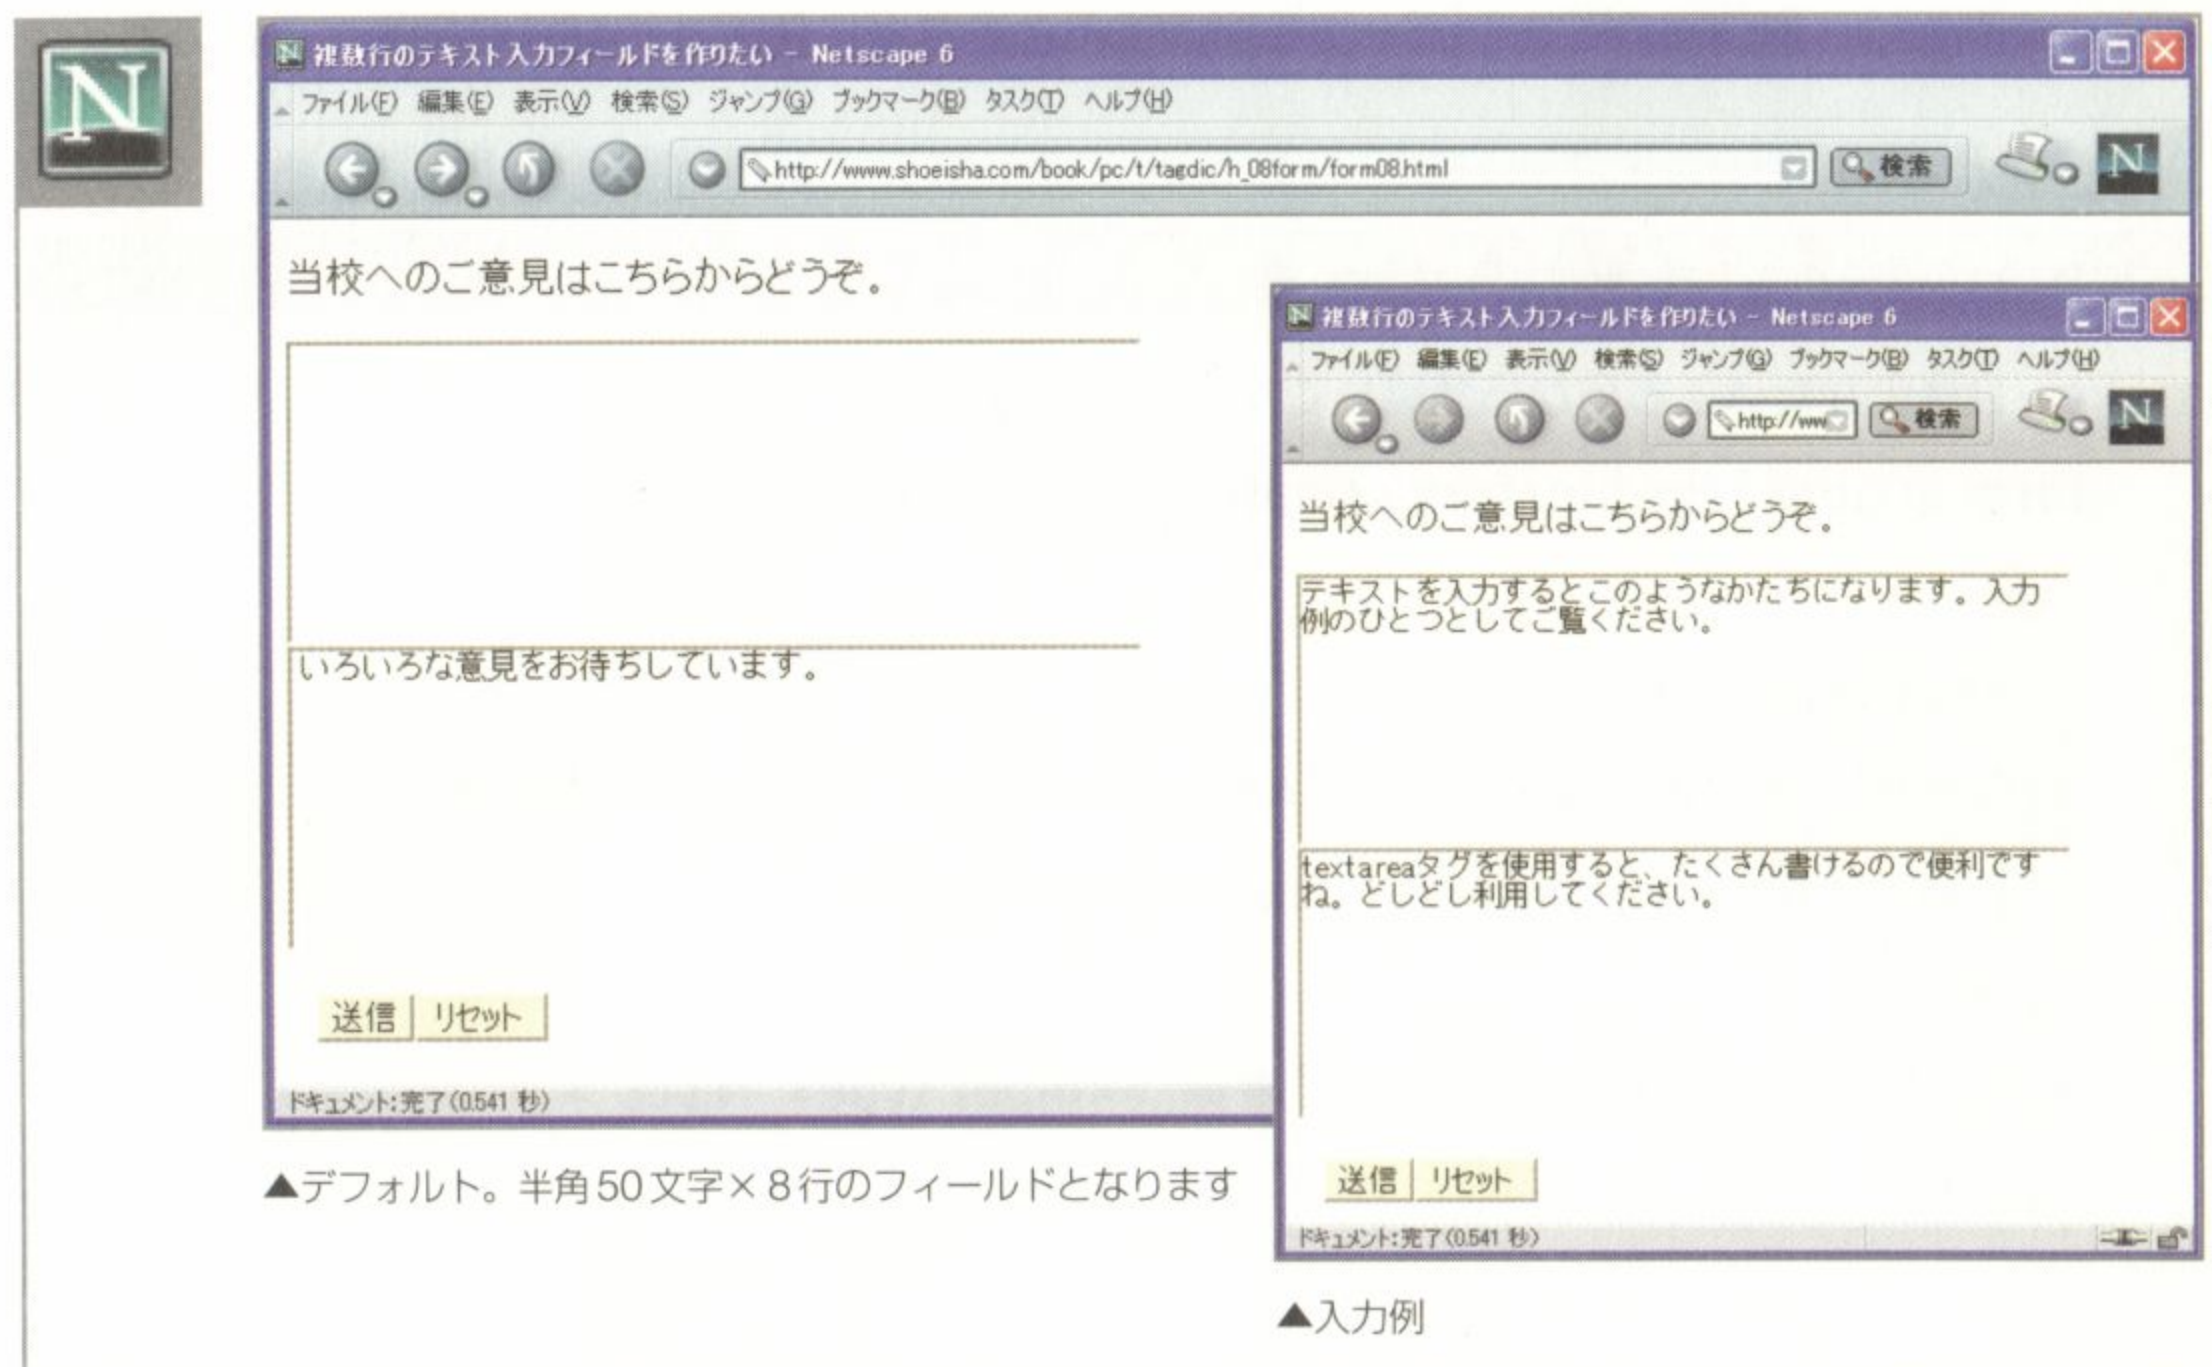 N
複数行のテキスト入力フィールドを作りたい - Netscape 6
ファイル(F) 編集(E) 表示(V) 検索(S) ジャンプ(G) ブックマーク(B) タスク(T) ヘルプ(H)
http://www.shoeisha.com/book/pc/t/tagdic/h_08form/form08.html 検索 N
当校へのご意見はこちらからどうぞ。
いろいろな意見をお待ちしています。
送信 リセット
ドキュメント:完了(0.541 秒)
▲デフォルト。半角50文字×8行のフィールドとなります
複数行のテキスト入力フィールドを作りたい - Netscape 6
ファイル(F) 編集(E) 表示(V) 検索(S) ジャンプ(G) ブックマーク(B) タスク(T) ヘルプ(H)
http://ww 検索 N
当校へのご意見はこちらからどうぞ。
テキストを入力するとこのようなかたちになります。入力
例のひとつとしてご覧ください。
textareaタグを使用すると、たくさん書けるので便利です
ね。どしどし利用してください。
送信 リセット
ドキュメント:完了(0.541 秒)
▲入力例